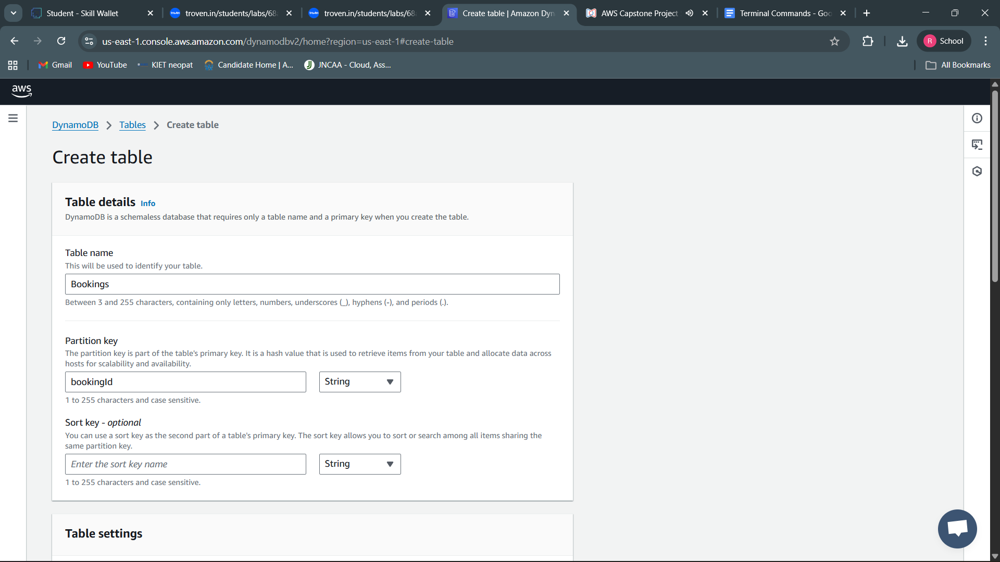 Student - Skill Wallet
troven.in/students/labs/68
troven.in/students/labs/68
Create table | Amazon Dyn
AWS Capstone Project
Terminal Commands - Goo
us-east-1.console.aws.amazon.com/dynamodbv2/home?region=us-east-1#create-table
R School
Gmail
YouTube
KIET neopat
Candidate Home | A...
JNCAA - Cloud, Ass...
All Bookmarks
aws
DynamoDB
Tables
Create table
Create table
Table details Info
DynamoDB is a schemaless database that requires only a table name and a primary key when you create the table.
Table name
This will be used to identify your table.
Bookings
Between 3 and 255 characters, containing only letters, numbers, underscores (_), hyphens (-), and periods (.).
Partition key
The partition key is part of the table's primary key. It is a hash value that is used to retrieve items from your table and allocate data across
hosts for scalability and availability.
bookingId
String
1 to 255 characters and case sensitive.
Sort key - optional
You can use a sort key as the second part of a table's primary key. The sort key allows you to sort or search among all items sharing the
same partition key.
Enter the sort key name
String
1 to 255 characters and case sensitive.
Table settings